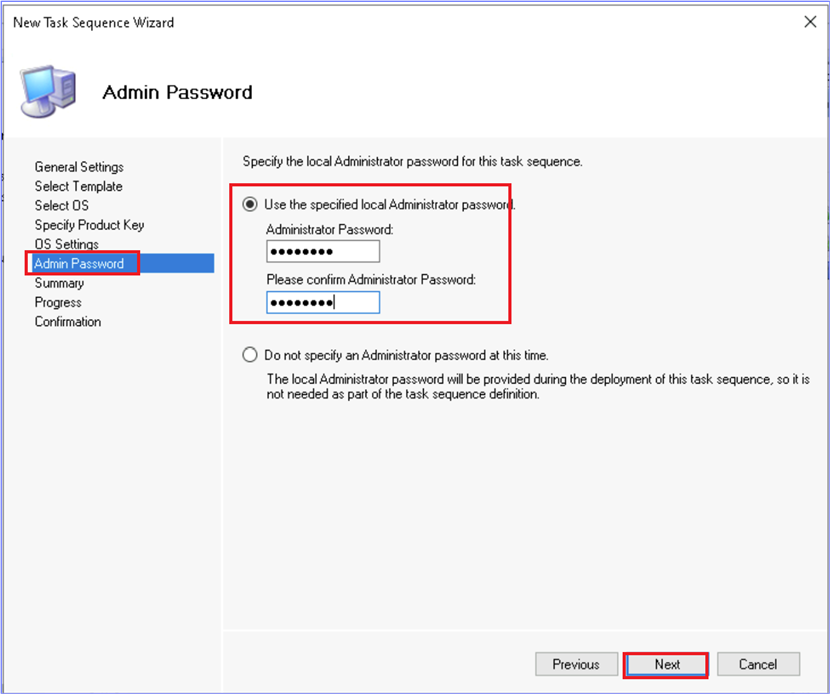 New Task Sequence Wizard
Admin Password
General Settings
Select Template
Select OS
Specify Product Key
OS Settings
Admin Password
Summary
Progress
Confirmation
Specify the local Administrator password for this task sequence.
Use the specified local Administrator password.
Administrator Password:
●●●●●●●●
Please confirm Administrator Password:
●●●●●●●●
Do not specify an Administrator password at this time.
The local Administrator password will be provided during the deployment of this task sequence, so it is
not needed as part of the task sequence definition.
Previous
Next
Cancel